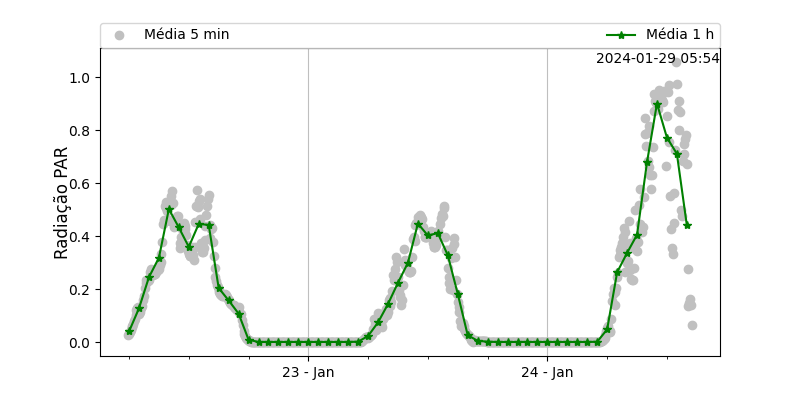 Média 5 min
Média 1 h
2024-01-29 05:54
1.0
0.8
0.6
0.4
0.2
0.0
Radiação PAR
23 - Jan
24 - Jan